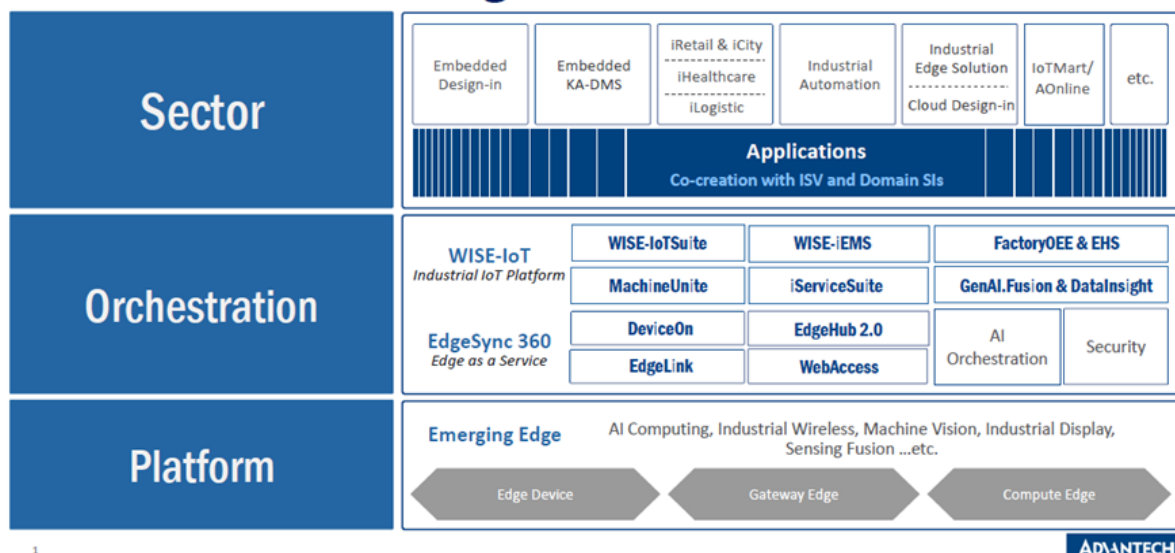 Sector
Embedded
Design-in
Embedded
KA-DMS
iRetail & iCity
iHealthcare
iLogistic
Industrial
Automation
Industrial
Edge Solution
Cloud Design-in
IoTMart/
AOnline
etc.
Applications
Co-creation with ISV and Domain SIs
Orchestration
WISE-IoT
Industrial IoT Platform
WISE-IoTSuite
WISE-iEMS
FactoryOEE & EHS
MachineUnite
iServiceSuite
GenAI.Fusion & DataInsight
EdgeSync 360
Edge as a Service
DeviceOn
EdgeHub 2.0
EdgeLink
WebAccess
AI
Orchestration
Security
Platform
Emerging Edge
AI Computing, Industrial Wireless, Machine Vision, Industrial Display,
Sensing Fusion ...etc.
Edge Device
Gateway Edge
Compute Edge
1
ADVANTECH